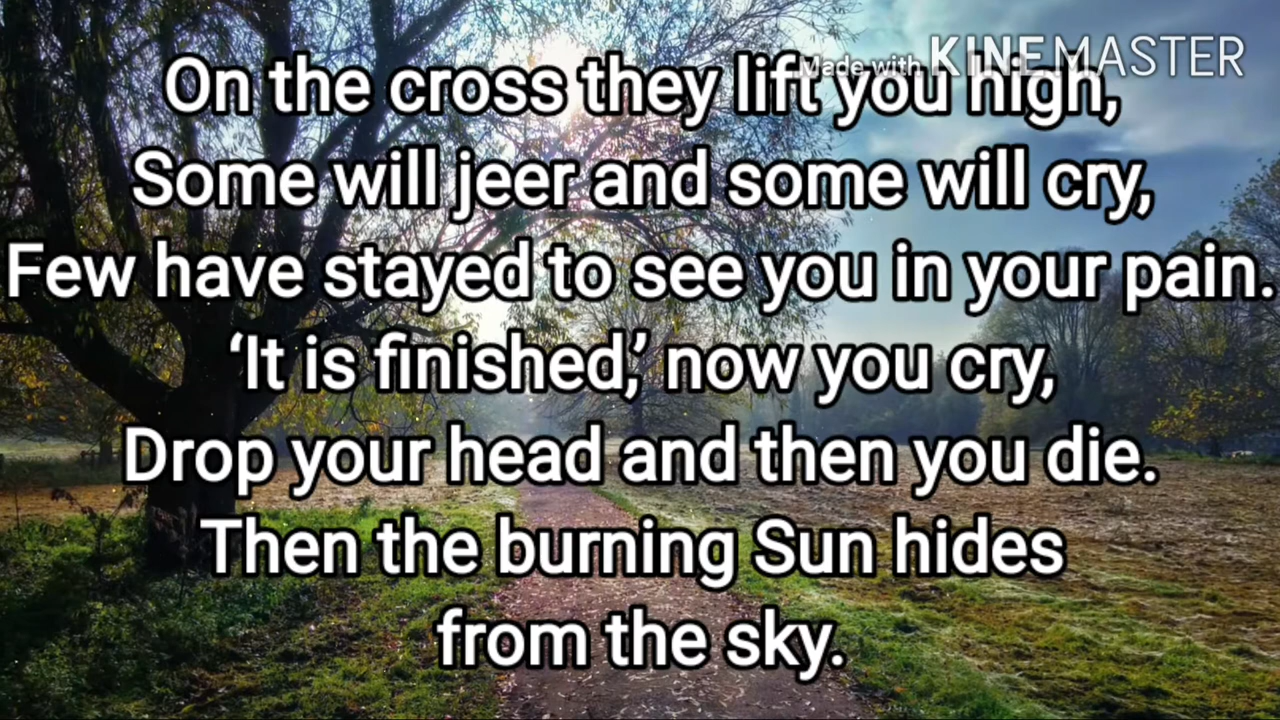 Made with KINEMASTER
On the cross they lift you high,
Some will jeer and some will cry,
Few have stayed to see you in your pain.
‘It is finished,’ now you cry,
Drop your head and then you die.
Then the burning Sun hides
from the sky.